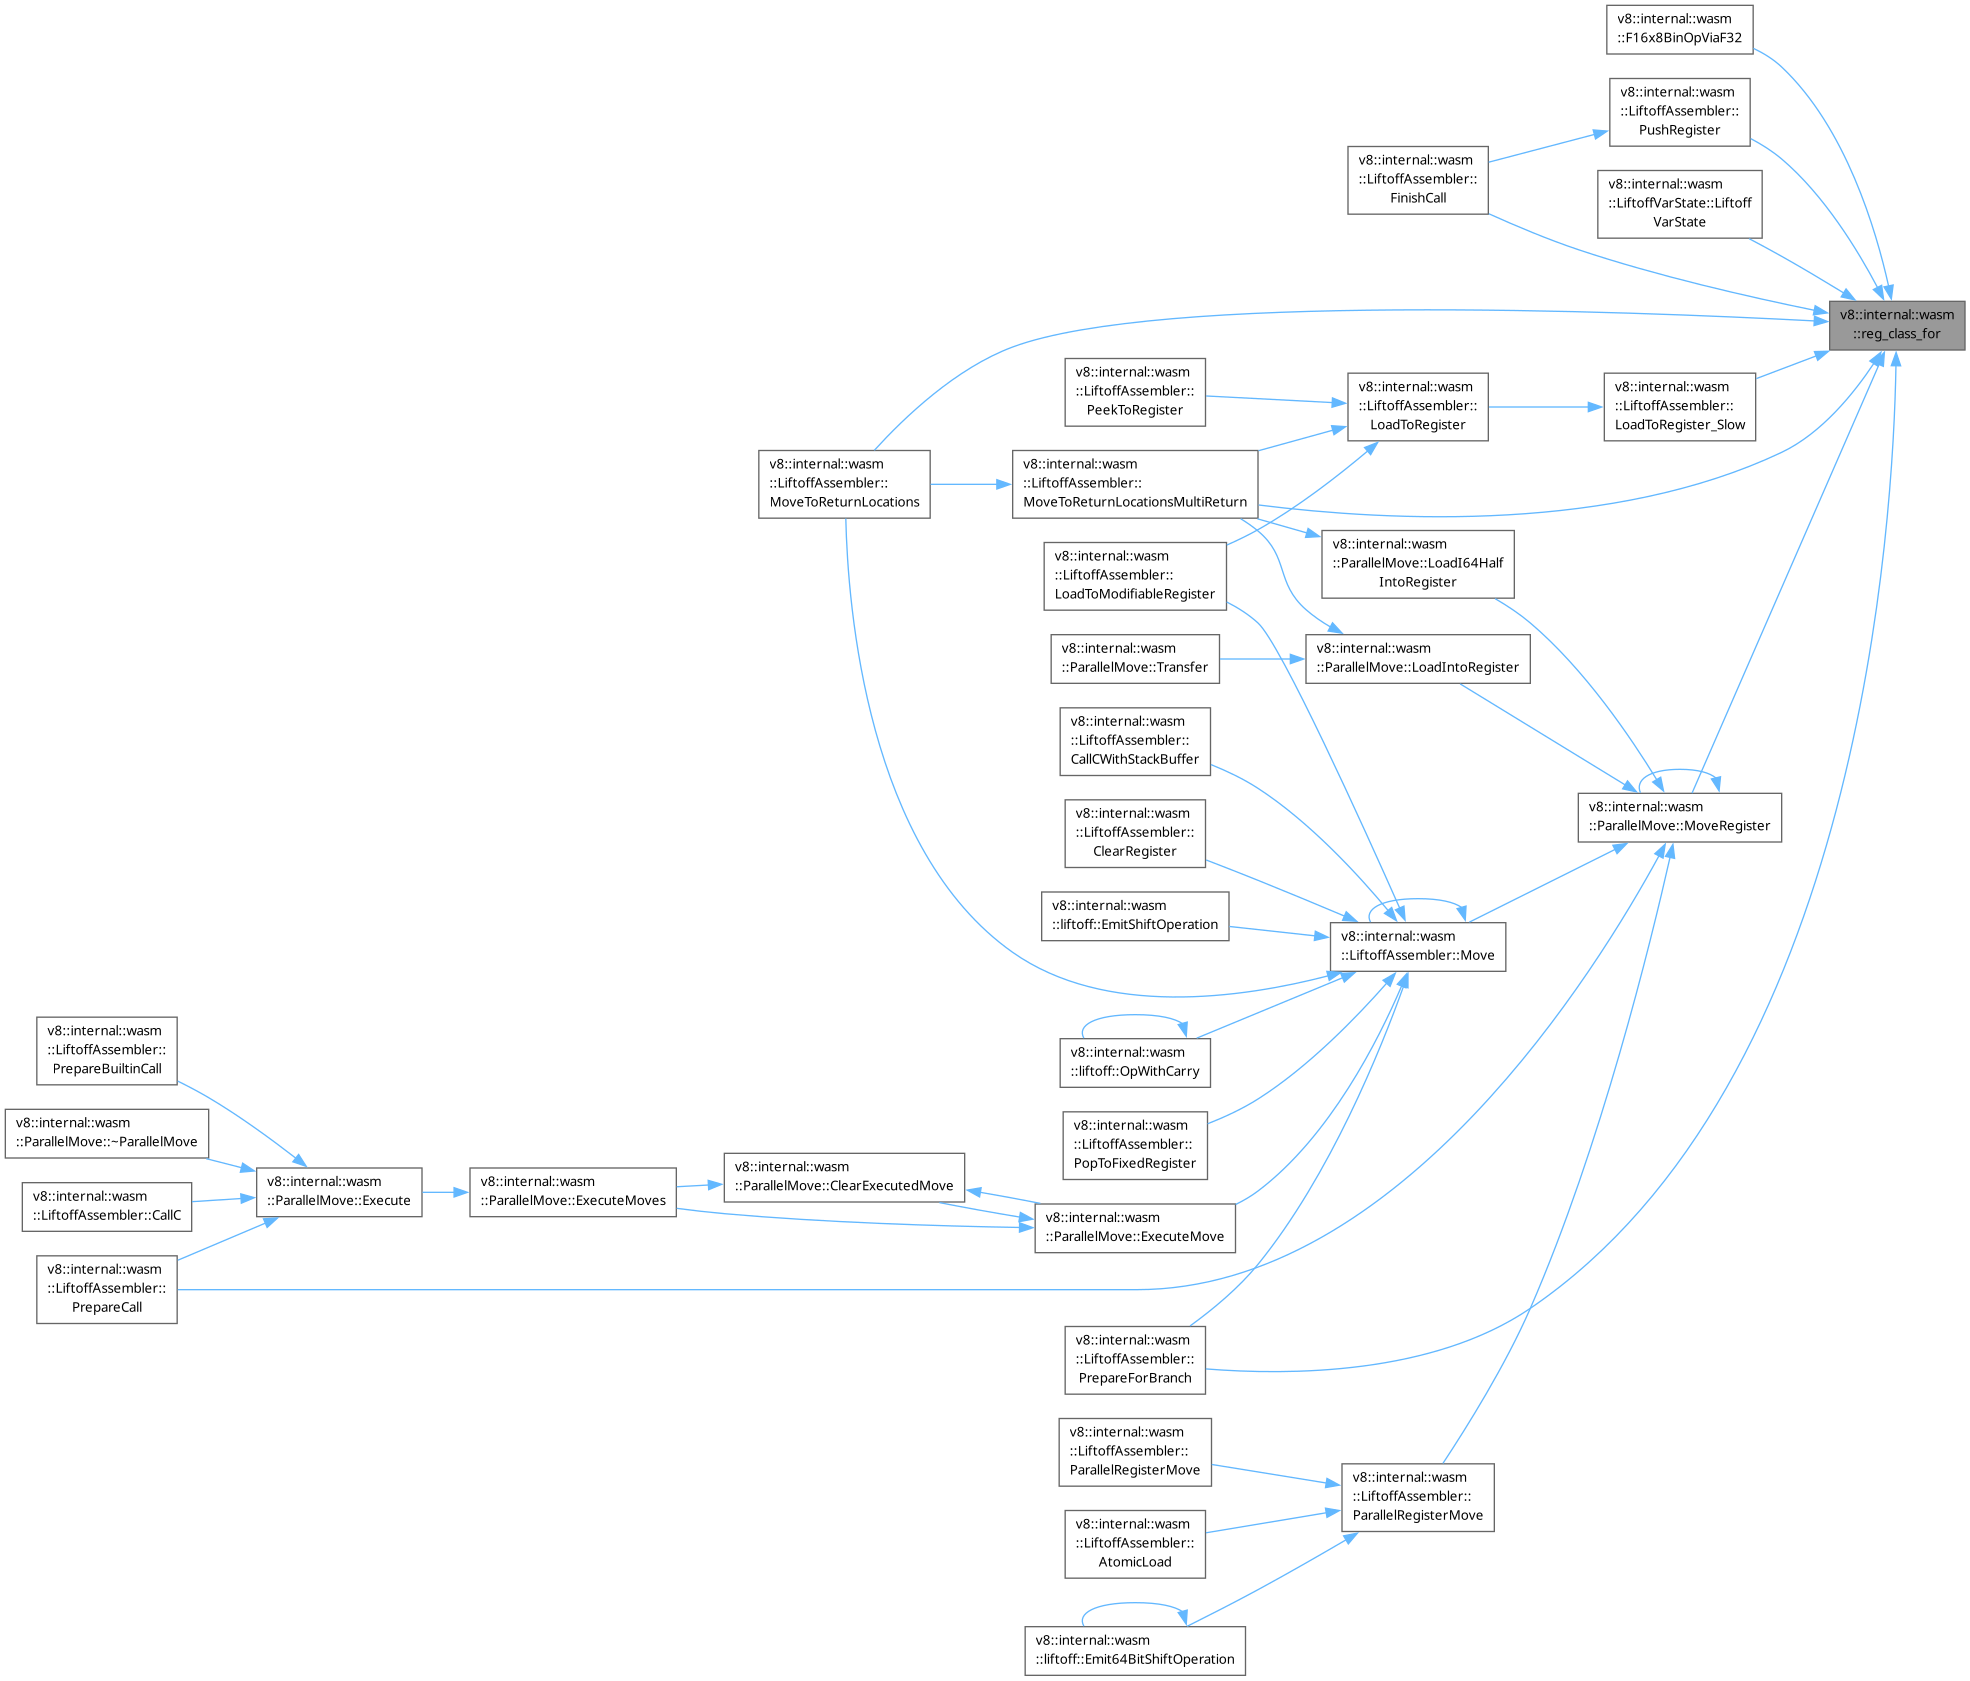 v8::internal::wasm
::F16x8BinOpViaF32
v8::internal::wasm
::LiftoffAssembler::
PushRegister
v8::internal::wasm
::LiftoffAssembler::
FinishCall
v8::internal::wasm
::LiftoffVarState::Liftoff
VarState
v8::internal::wasm
::reg_class_for
v8::internal::wasm
::LiftoffAssembler::
PeekToRegister
v8::internal::wasm
::LiftoffAssembler::
LoadToRegister
v8::internal::wasm
::LiftoffAssembler::
LoadToRegister_Slow
v8::internal::wasm
::LiftoffAssembler::
MoveToReturnLocations
v8::internal::wasm
::LiftoffAssembler::
MoveToReturnLocationsMultiReturn
v8::internal::wasm
::ParallelMove::LoadI64Half
IntoRegister
v8::internal::wasm
::LiftoffAssembler::
LoadToModifiableRegister
v8::internal::wasm
::ParallelMove::Transfer
v8::internal::wasm
::ParallelMove::LoadIntoRegister
v8::internal::wasm
::LiftoffAssembler::
CallCWithStackBuffer
v8::internal::wasm
::ParallelMove::MoveRegister
v8::internal::wasm
::LiftoffAssembler::
ClearRegister
v8::internal::wasm
::liftoff::EmitShiftOperation
v8::internal::wasm
::LiftoffAssembler::Move
v8::internal::wasm
::LiftoffAssembler::
PrepareBuiltinCall
v8::internal::wasm
::liftoff::OpWithCarry
v8::internal::wasm
::ParallelMove::~ParallelMove
v8::internal::wasm
::LiftoffAssembler::
PopToFixedRegister
v8::internal::wasm
::ParallelMove::Execute
v8::internal::wasm
::ParallelMove::ExecuteMoves
v8::internal::wasm
::ParallelMove::ClearExecutedMove
v8::internal::wasm
::LiftoffAssembler::CallC
v8::internal::wasm
::ParallelMove::ExecuteMove
v8::internal::wasm
::LiftoffAssembler::
PrepareCall
v8::internal::wasm
::LiftoffAssembler::
PrepareForBranch
v8::internal::wasm
::LiftoffAssembler::
ParallelRegisterMove
v8::internal::wasm
::LiftoffAssembler::
ParallelRegisterMove
v8::internal::wasm
::LiftoffAssembler::
AtomicLoad
v8::internal::wasm
::liftoff::Emit64BitShiftOperation